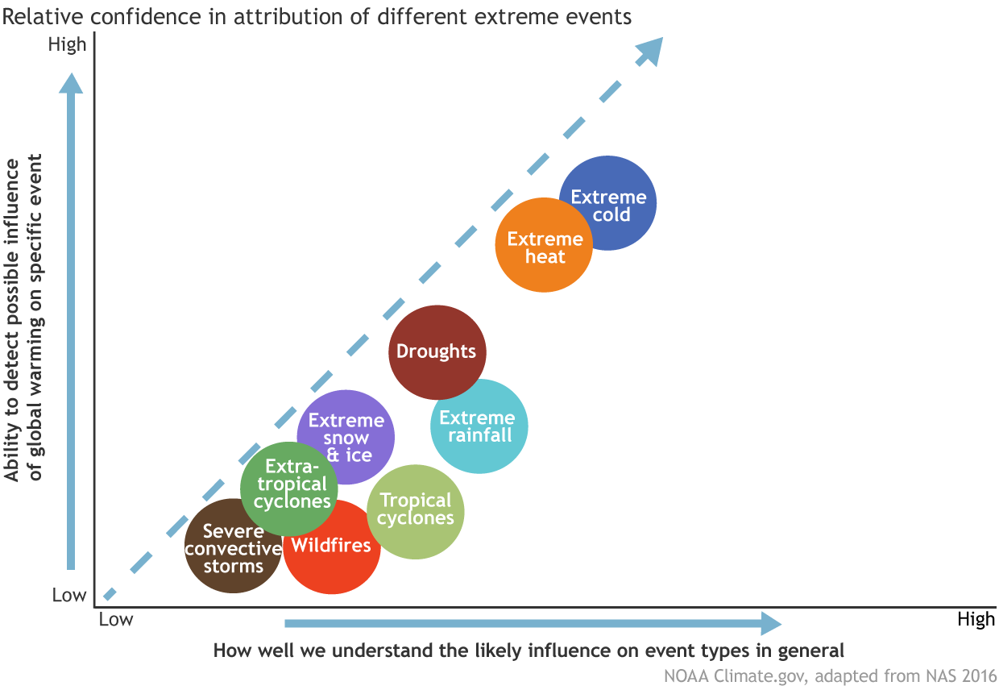 Relative confidence in attribution of different extreme events
High
Ability to detect possible influence
of global warming on specific event
Extreme
cold
Extreme
heat
Droughts
Extreme
rainfall
Extreme
snow
& ice
Extra-
tropical
cyclones
Tropical
cyclones
Severe
convective
storms
Wildfires
Low
Low
High
How well we understand the likely influence on event types in general
NOAA Climate.gov, adapted from NAS 2016